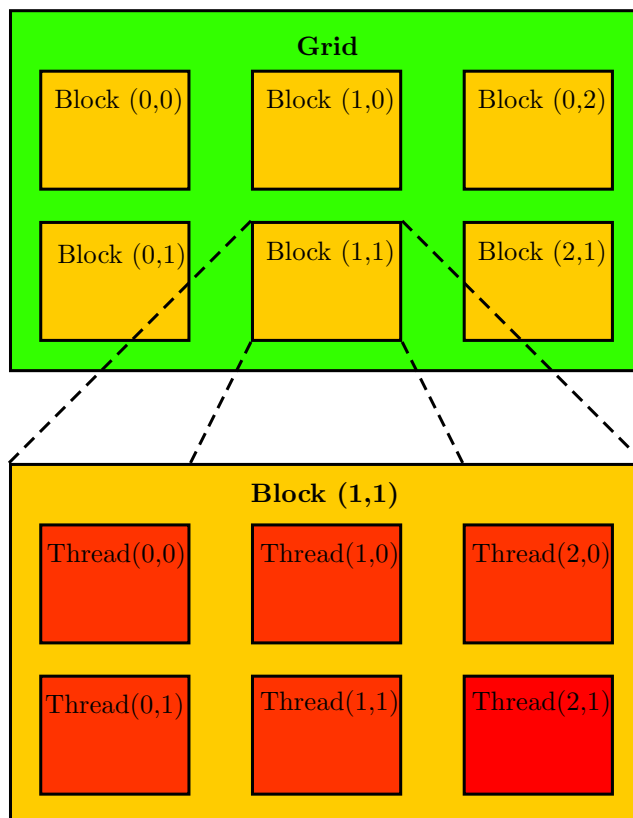 Grid
Block (0,0) Block (1,0) Block (0,2)
Block (0,1) Block (1,1) Block (2,1)
Block (1,1)
Thread(0,0) Thread(1,0) Thread(2,0)
Thread(0,1) Thread(1,1) Thread(2,1)